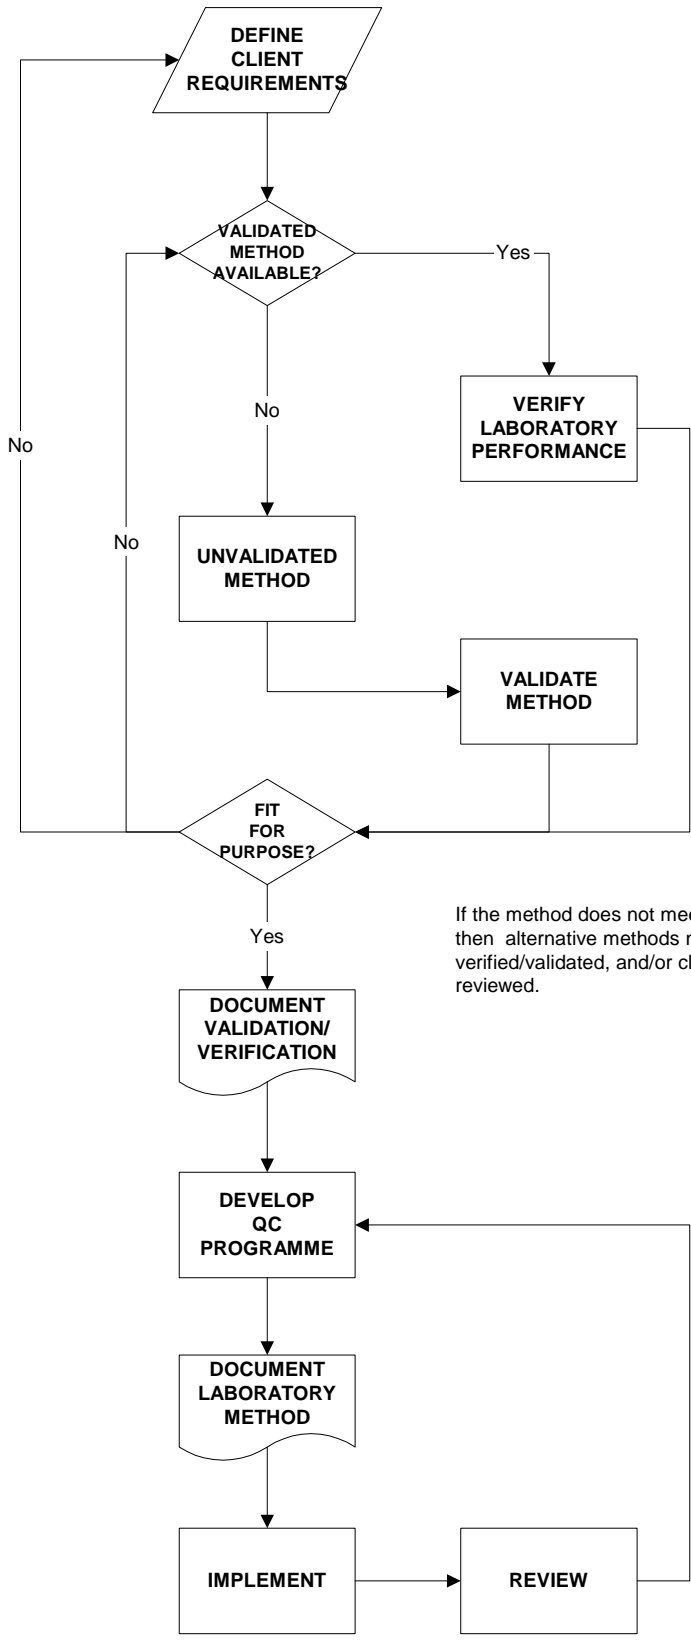 DEFINE
CLIENT
REQUIREMENTS
VALIDATED
METHOD
AVAILABLE?
Yes
No
VERIFY
LABORATORY
PERFORMANCE
No
No
UNVALIDATED
METHOD
VALIDATE
METHOD
FIT
FOR
PURPOSE?
Yes
If the method does not
then alternative methods
verified/validated, and/or
reviewed.
DOCUMENT
VALIDATION/
VERIFICATION
DEVELOP
QC
PROGRAMME
DOCUMENT
LABORATORY
METHOD
IMPLEMENT
REVIEW